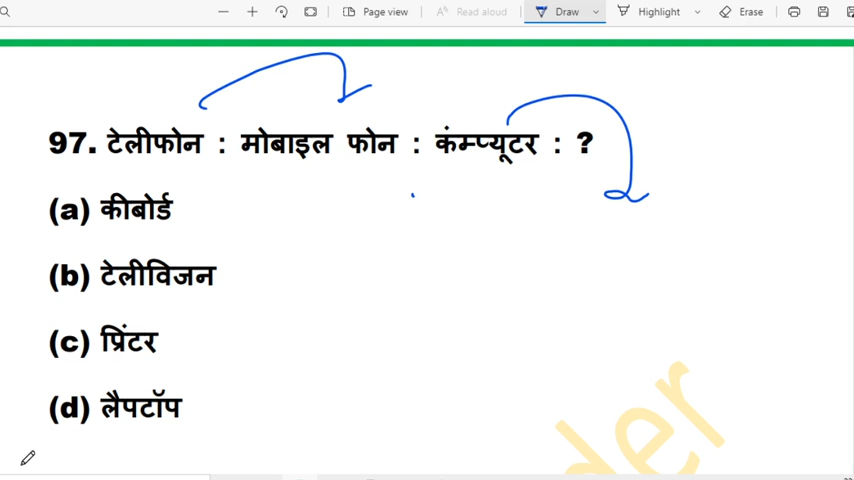 Page view
Read aloud
Draw
Highlight
Erase
97. टेलीफोन : मोबाइल फोन : कंम्प्यूटर : ?
(a) कीबोर्ड
(b) टेलीविजन
(c) प्रिंटर
(d) लैपटॉप